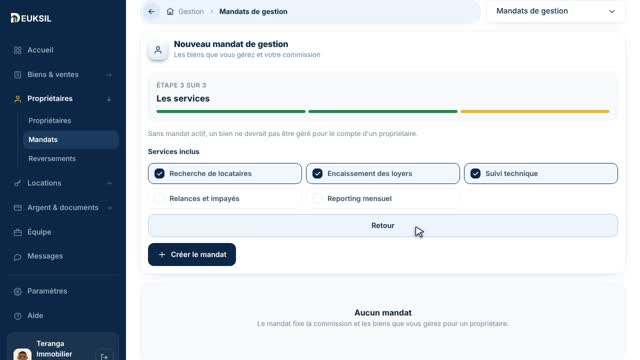 DEUKSIL
Gestion > Mandats de gestion
Mandats de gestion
Accueil
Biens & ventes
Propriétaires
Propriétaires
Mandats
Reversements
Locations
Argent & documents
Équipe
Messages
Paramètres
Aide
Teranga
Immobilier
Nouveau mandat de gestion
Les biens que vous gérez et votre commission
ÉTAPE 3 SUR 3
Les services
Sans mandat actif, un bien ne devrait pas être géré pour le compte d'un propriétaire.
Services inclus
Recherche de locataires
Encaissement des loyers
Suivi technique
Relances et impayés
Reporting mensuel
Retour
+ Créer le mandat
Aucun mandat
Le mandat fixe la commission et les biens que vous gérez pour un propriétaire.